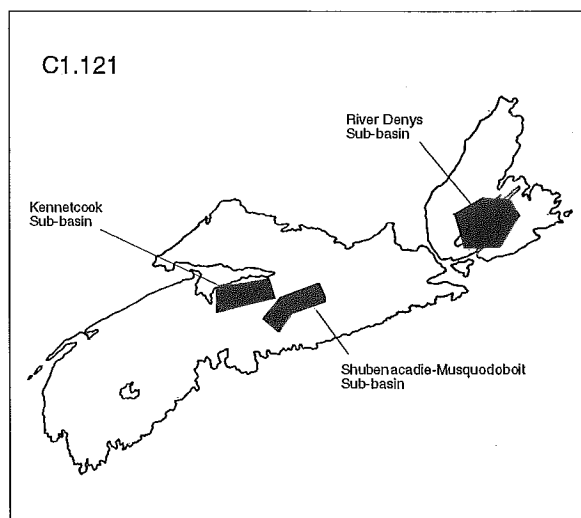 C1.121
River Denys
Sub-basin
Kennetcook
Sub-basin
Shubenacadie-Musquodoboit
Sub-basin